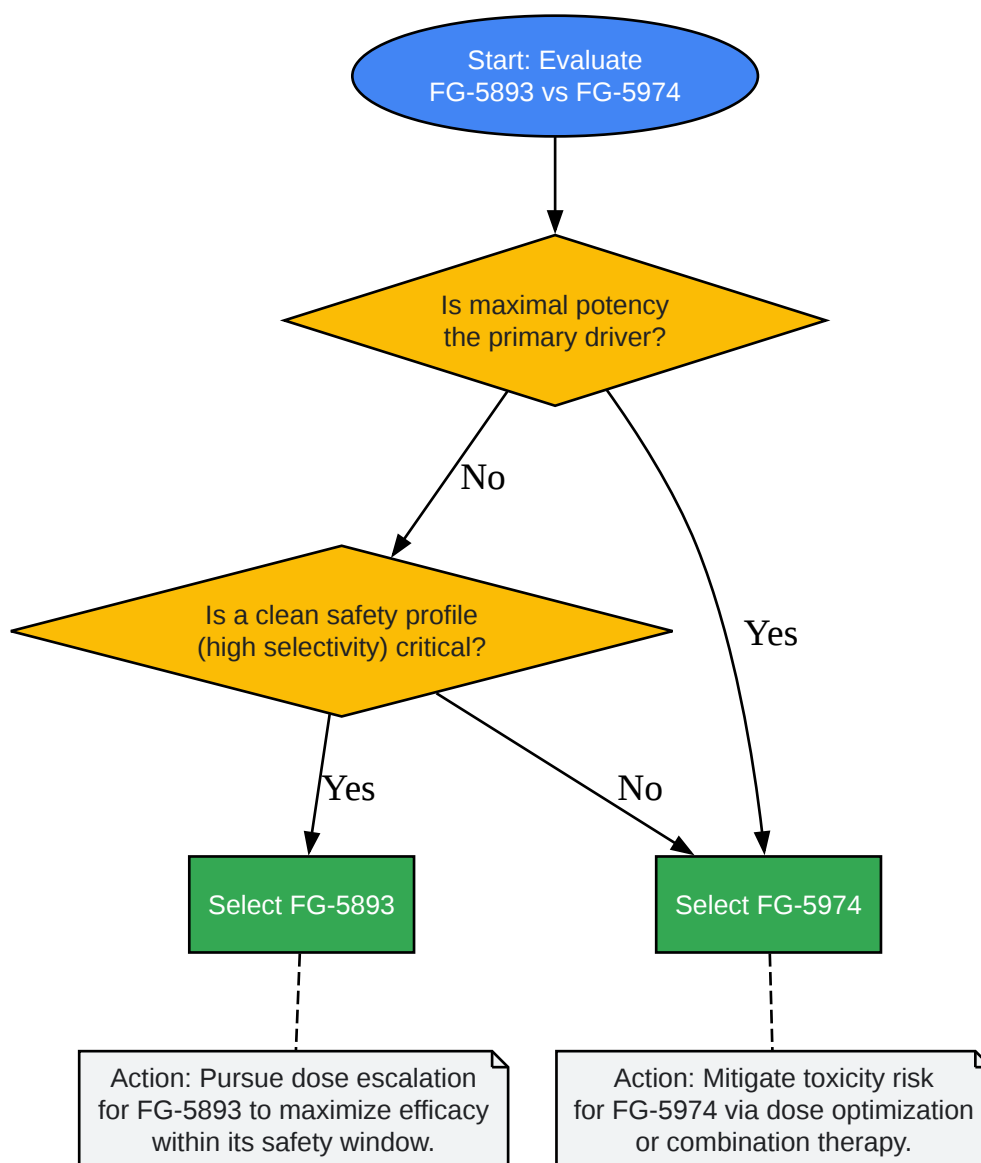 Start: Evaluate
FG-5893 vs FG-5974
Is maximal potency
the primary driver?
No
Yes
Is a clean safety profile
(high selectivity) critical?
Yes
No
Select FG-5893
Select FG-5974
Action: Pursue dose escalation
for FG-5893 to maximize efficacy
within its safety window.
Action: Mitigate toxicity risk
for FG-5974 via dose optimization
or combination therapy.